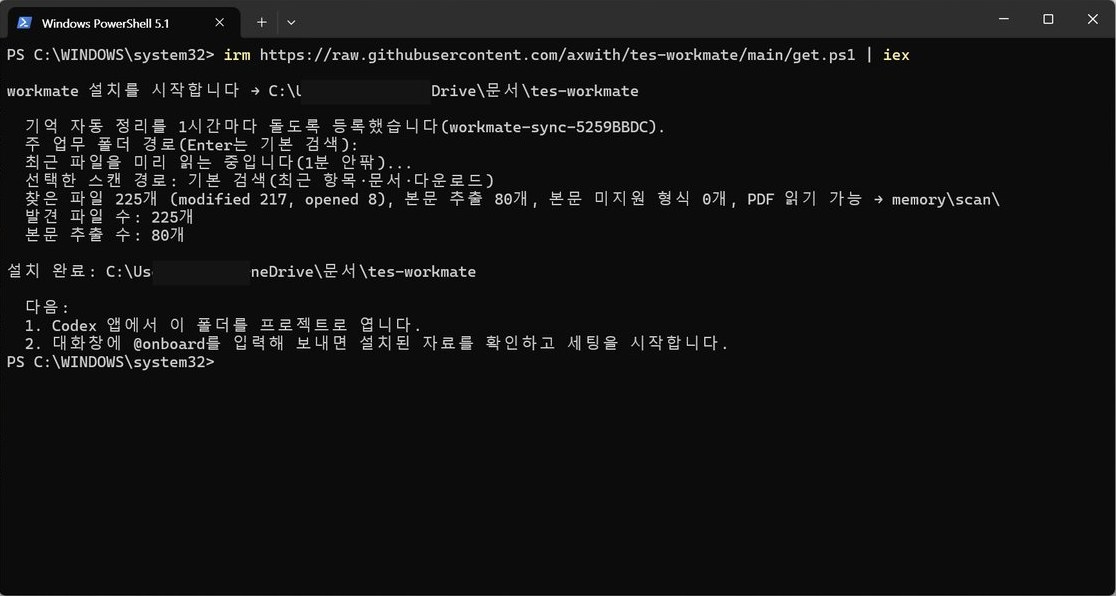 Windows PowerShell 5.1
PS C:\WINDOWS\system32> irm https://raw.githubusercontent.com/axwith/tes-workmate/main/get.ps1 | iex
workmate 설치를 시작합니다 → C:\U Drive\문서\tes-workmate
기억 자동 정리를 1시간마다 돌도록 등록했습니다(workmate-sync-5259BBDC).
주 업무 폴더 경로(Enter는 기본 검색):
최근 파일을 미리 읽는 중입니다(1분 안팎)...
선택한 스캔 경로: 기본 검색(최근 항목·문서·다운로드)
찾은 파일 225개 (modified 217, opened 8), 본문 추출 80개, 본문 미지원 형식 0개, PDF 읽기 가능 → memory\scan\
발견 파일 수: 225개
본문 추출 수: 80개
설치 완료: C:\Us neDrive\문서\tes-workmate
다음:
1. Codex 앱에서 이 폴더를 프로젝트로 엽니다.
2. 대화창에 @onboard를 입력해 보내면 설치된 자료를 확인하고 세팅을 시작합니다.
PS C:\WINDOWS\system32>